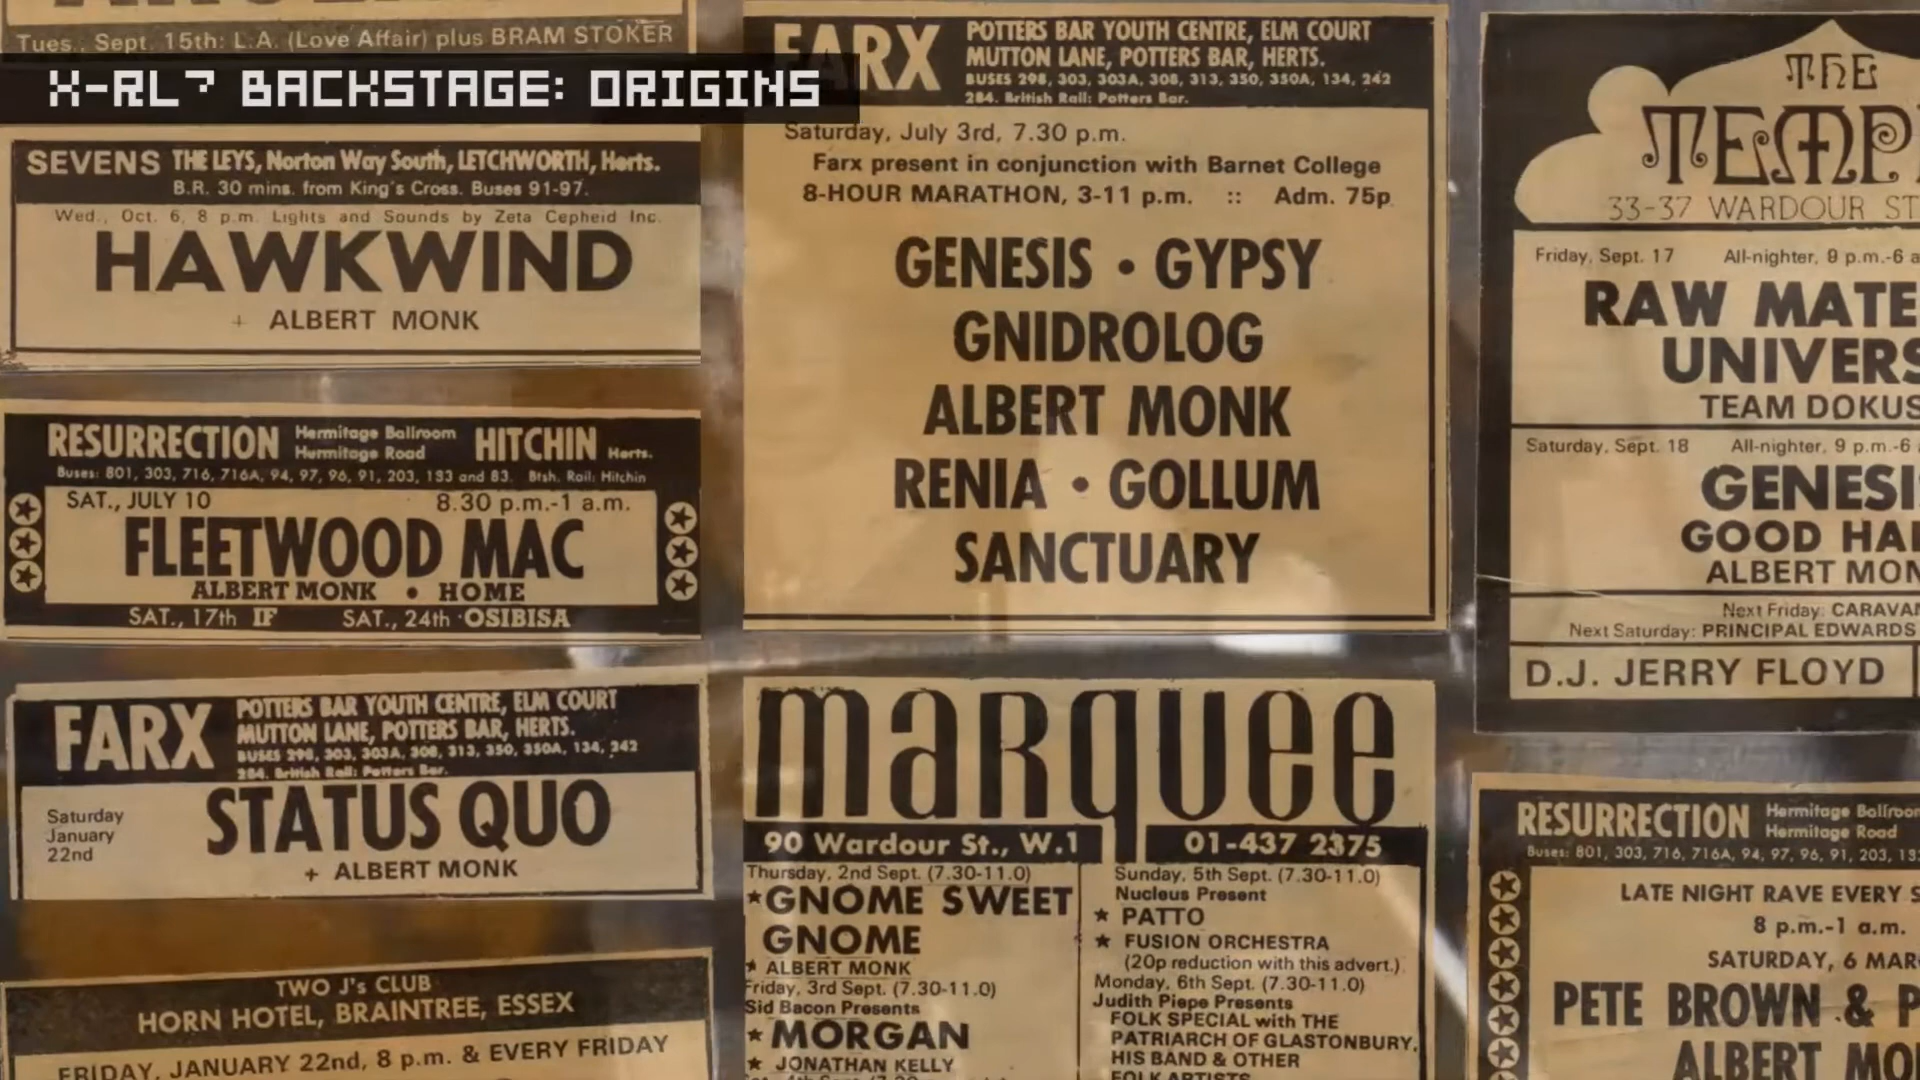 Tues., Sept. 15th: L.A. (Love Affair) plus BRAM STOKER
X-RL7 BACKSTAGE: ORIGINS
SEVENS THE LEYS, Norton Way South, LETCHWORTH, Herts.
B.R. 30 mins. from King's Cross. Buses 91-97.
Wed., Oct. 6, 8 p.m. Lights and Sounds by Zeta Cepheid Inc.
HAWKWIND
+ ALBERT MONK
RESURRECTION Hermitage Ballroom
Hermitage Road HITCHIN Herts.
Buses: 801, 303, 716, 716A, 94, 97, 96, 91, 203, 133 and 83. Btsh. Rail: Hitchin
SAT., JULY 10 8.30 p.m.-1 a.m.
FLEETWOOD MAC
ALBERT MONK • HOME
SAT., 17th IF SAT., 24th OSIBISA
FARX POTTERS BAR YOUTH CENTRE, ELM COURT
MUTTON LANE, POTTERS BAR, HERTS.
BUSES 298, 303, 303A, 308, 313, 350, 350A, 134, 242
284. British Rail: Potters Bar.
Saturday
January
22nd
STATUS QUO
+ ALBERT MONK
TWO J's CLUB
HORN HOTEL, BRAINTREE, ESSEX
FRIDAY, JANUARY 22nd, 8 p.m. & EVERY FRIDAY
FARX POTTERS BAR YOUTH CENTRE, ELM COURT
MUTTON LANE, POTTERS BAR, HERTS.
BUSES 298, 303, 303A, 308, 313, 350, 350A, 134, 242
284. British Rail: Potters Bar.
Saturday, July 3rd, 7.30 p.m.
Farx present in conjunction with Barnet College
8-HOUR MARATHON, 3-11 p.m. :: Adm. 75p
GENESIS • GYPSY
GNIDROLOG
ALBERT MONK
RENIA • GOLLUM
SANCTUARY
marquee
90 Wardour St., W.1 01-437 2375
Thursday, 2nd Sept. (7.30-11.0)
★ GNOME SWEET
GNOME
★ ALBERT MONK
Friday, 3rd Sept. (7.30-11.0)
Sid Bacon Presents
★ MORGAN
★ JONATHAN KELLY
Sunday, 5th Sept. (7.30-11.0)
Nucleus Present
★ PATTO
★ FUSION ORCHESTRA
(20p reduction with this advert.)
Monday, 6th Sept. (7.30-11.0)
Judith Piepe Presents
FOLK SPECIAL with THE
PATRIARCH OF GLASTONBURY,
HIS BAND & OTHER
FOLK ARTISTS
THE
TEMP
33-37 WARDOUR ST
Friday, Sept. 17 All-nighter, 9 p.m.-6 a
RAW MATE
UNIVERS
TEAM DOKUS
Saturday, Sept. 18 All-nighter, 9 p.m.-6
GENESIS
GOOD HA
ALBERT MON
Next Friday: CARAVAN
Next Saturday: PRINCIPAL EDWARDS
D.J. JERRY FLOYD
RESURRECTION Hermitage Ballroom
Hermitage Road
Buses: 801, 303, 716, 716A, 94, 97, 96, 91, 203, 13
LATE NIGHT RAVE EVERY S
8 p.m.-1 a.m.
SATURDAY, 6 MAR
PETE BROWN & P
ALBERT MO